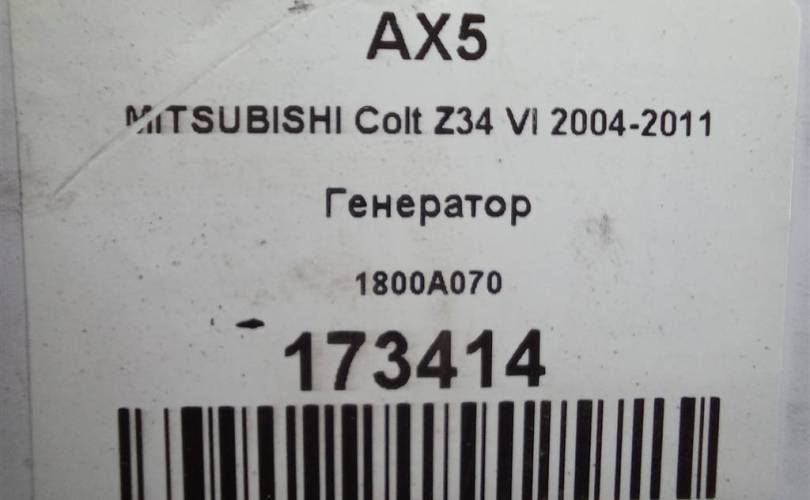 AX5
MITSUBISHI Colt Z34 VI 2004-2011
Генератор
1800A070
173414